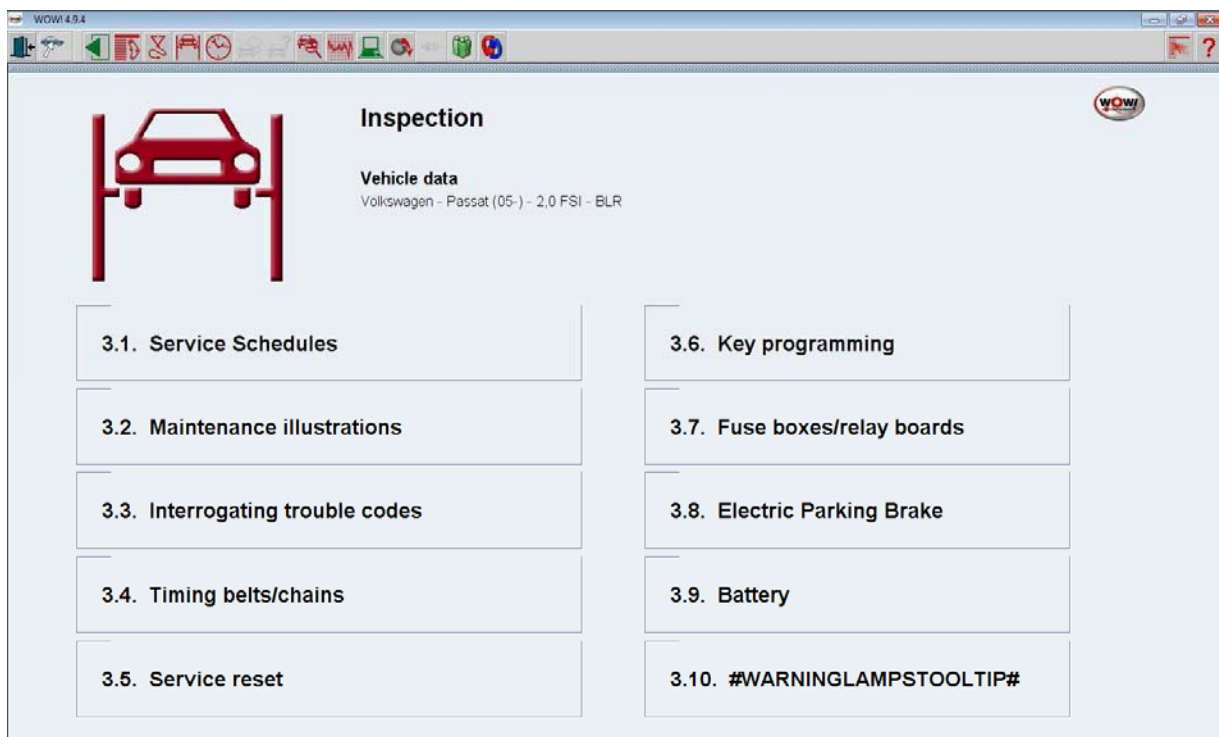 WOW! 4.9.4
?
WOW!
Inspection
Vehicle data
Volkswagen - Passat (05-) - 2,0 FSI - BLR
3.1. Service Schedules
3.2. Maintenance illustrations
3.3. Interrogating trouble codes
3.4. Timing belts/chains
3.5. Service reset
3.6. Key programming
3.7. Fuse boxes/relay boards
3.8. Electric Parking Brake
3.9. Battery
3.10. #WARNINGLAMPSTOOLTIP#